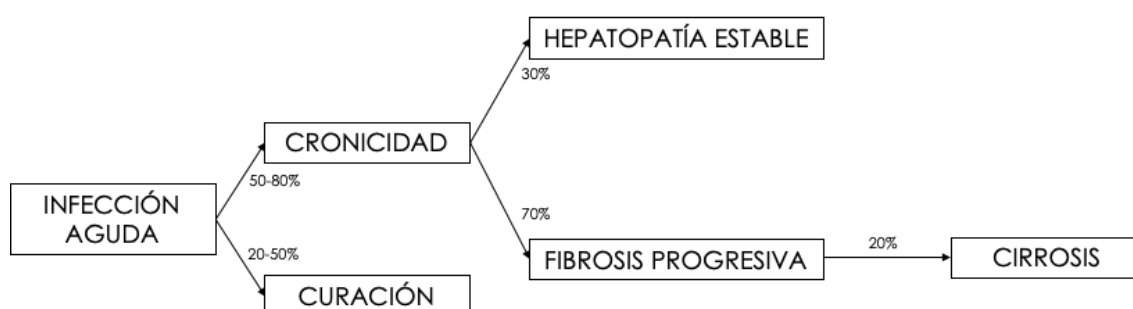 HEPATOPATÍA ESTABLE
30%
CRONICIDAD
50-80%
INFECCIÓN
AGUDA
70%
20-50%
FIBROSIS PROGRESIVA
20%
CIRROSIS
CURACIÓN